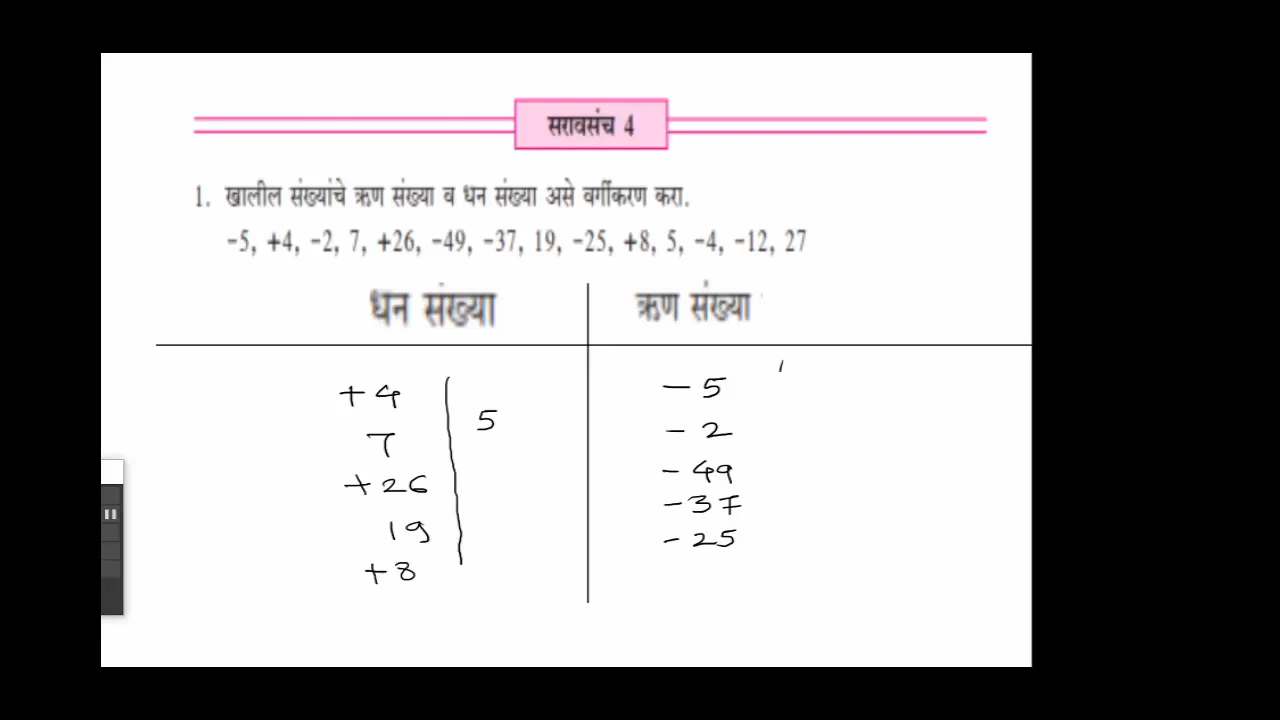 सरावसंच 4
1. खालील संख्यांचे ऋण संख्या व धन संख्या असे वर्गीकरण करा.
-5, +4, -2, 7, +26, -49, -37, 19, -25, +8, 5, -4, -12, 27
धन संख्या
ऋण संख्या
+4
7
+26
19
+8
5
-5
-2
-49
-37
-25